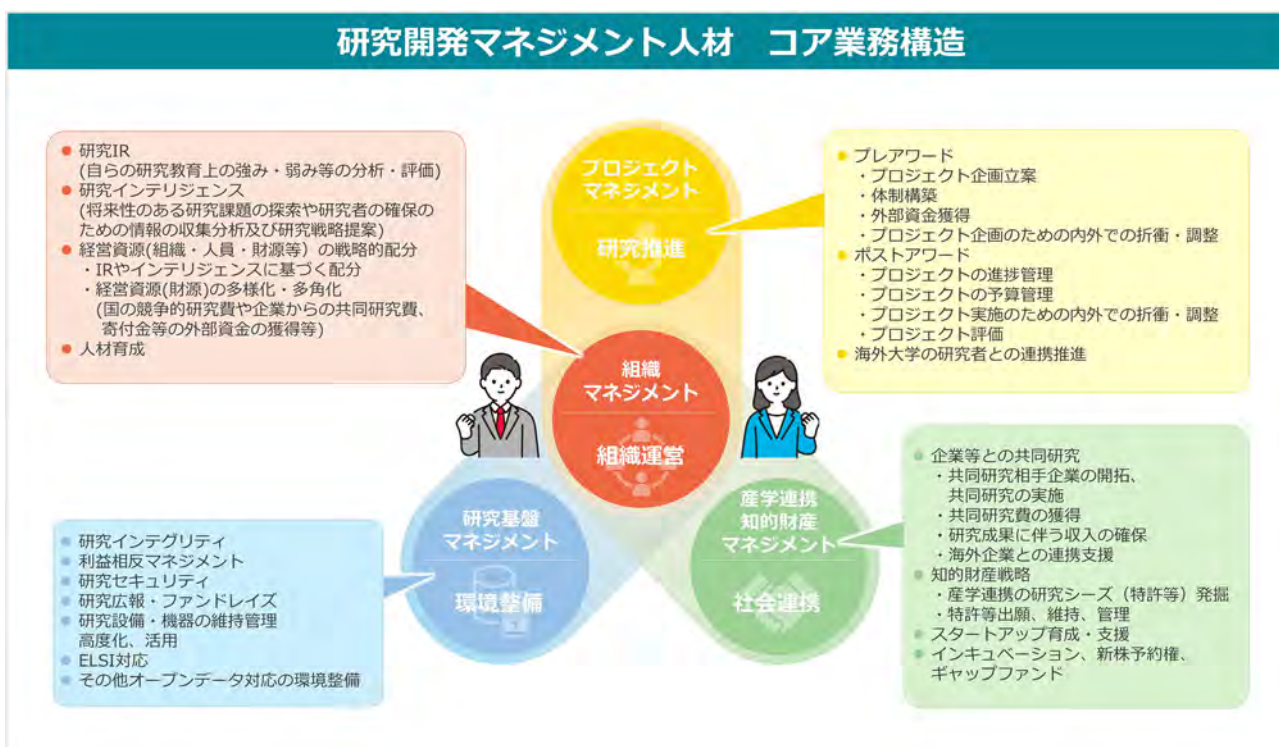 研究開発マネジメント人材　コア業務構造
● 研究IR
(自らの研究教育上の強み・弱み等の分析・評価)
● 研究インテリジェンス
(将来性のある研究課題の探索や研究者の確保の
ための情報の収集分析及び研究戦略提案)
● 経営資源(組織・人員・財源等）の戦略的配分
・IRやインテリジェンスに基づく配分
・経営資源(財源)の多様化・多角化
(国の競争的研究費や企業からの共同研究費、
寄付金等の外部資金の獲得等)
● 人材育成
プロジェクト
マネジメント
研究推進
● プレアワード
・プロジェクト企画立案
・体制構築
・外部資金獲得
・プロジェクト企画のための内外での折衝・調整
● ポストアワード
・プロジェクトの進捗管理
・プロジェクトの予算管理
・プロジェクト実施のための内外での折衝・調整
・プロジェクト評価
● 海外大学の研究者との連携推進
組織
マネジメント
組織運営
研究基盤
マネジメント
環境整備
産学連携
知的財産
マネジメント
社会連携
● 研究インテグリティ
● 利益相反マネジメント
● 研究セキュリティ
● 研究広報・ファンドレイズ
● 研究設備・機器の維持管理
高度化、活用
● ELSI対応
● その他オープンデータ対応の環境整備
● 企業等との共同研究
・共同研究相手企業の開拓、
共同研究の実施
・共同研究費の獲得
・研究成果に伴う収入の確保
・海外企業との連携支援
● 知的財産戦略
・産学連携の研究シーズ（特許等）発掘
・特許等出願、維持、管理
● スタートアップ育成・支援
● インキュベーション、新株予約権、
ギャップファンド